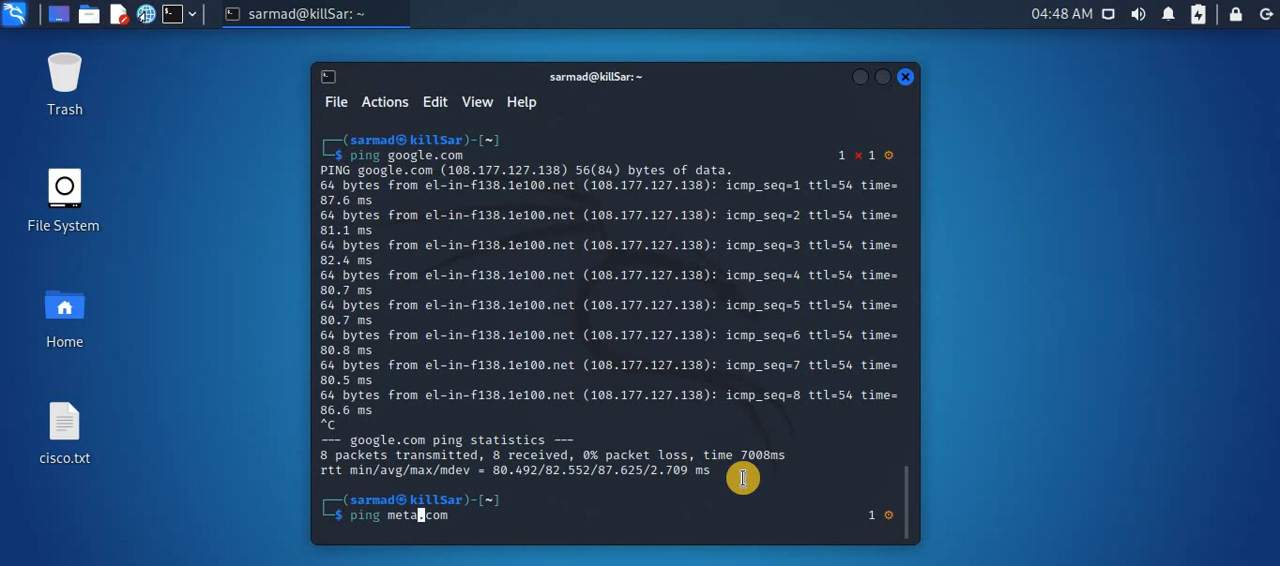 sarmad@killSar: ~
04:48 AM
Trash
File System
Home
cisco.txt
sarmad@killSar: ~
File Actions Edit View Help
┌──(sarmad㉿killSar)-[~]
└─$ ping google.com 1 ⨯ 1 ⚙
PING google.com (108.177.127.138) 56(84) bytes of data.
64 bytes from el-in-f138.1e100.net (108.177.127.138): icmp_seq=1 ttl=54 time=
87.6 ms
64 bytes from el-in-f138.1e100.net (108.177.127.138): icmp_seq=2 ttl=54 time=
81.1 ms
64 bytes from el-in-f138.1e100.net (108.177.127.138): icmp_seq=3 ttl=54 time=
82.4 ms
64 bytes from el-in-f138.1e100.net (108.177.127.138): icmp_seq=4 ttl=54 time=
80.7 ms
64 bytes from el-in-f138.1e100.net (108.177.127.138): icmp_seq=5 ttl=54 time=
80.7 ms
64 bytes from el-in-f138.1e100.net (108.177.127.138): icmp_seq=6 ttl=54 time=
80.8 ms
64 bytes from el-in-f138.1e100.net (108.177.127.138): icmp_seq=7 ttl=54 time=
80.5 ms
64 bytes from el-in-f138.1e100.net (108.177.127.138): icmp_seq=8 ttl=54 time=
86.6 ms
^C
--- google.com ping statistics ---
8 packets transmitted, 8 received, 0% packet loss, time 7008ms
rtt min/avg/max/mdev = 80.492/82.552/87.625/2.709 ms
┌──(sarmad㉿killSar)-[~]
└─$ ping meta.com 1 ⚙